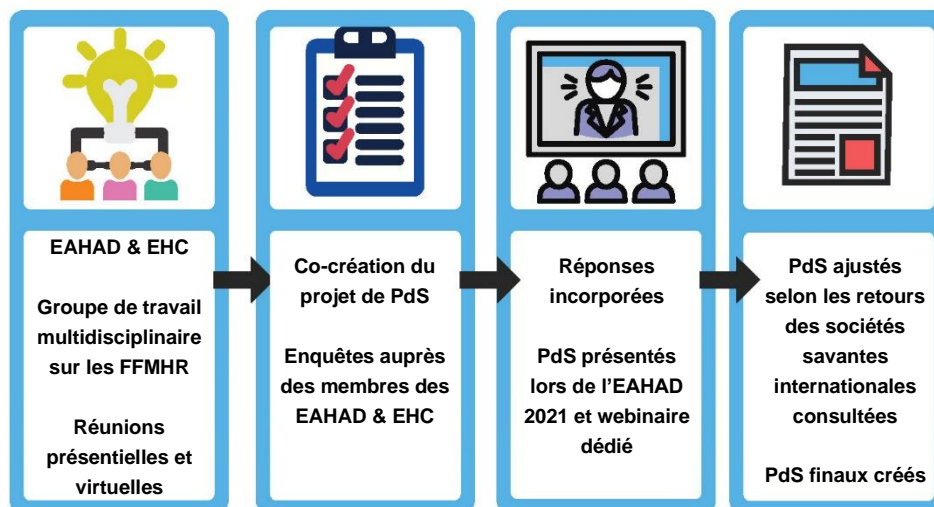 EAHAD & EHC
Groupe de travail
multidisciplinaire
sur les FFMHR
Réunions
présentielles et
virtuelles
Co-création du
projet de PdS
Enquêtes auprès
des membres des
EAHAD & EHC
Réponses
incorporées
PdS présentés
lors de l’EAHAD
2021 et webinaire
dédié
PdS ajustés
selon les retours
des sociétés
savantes
internationales
consultées
PdS finaux créés